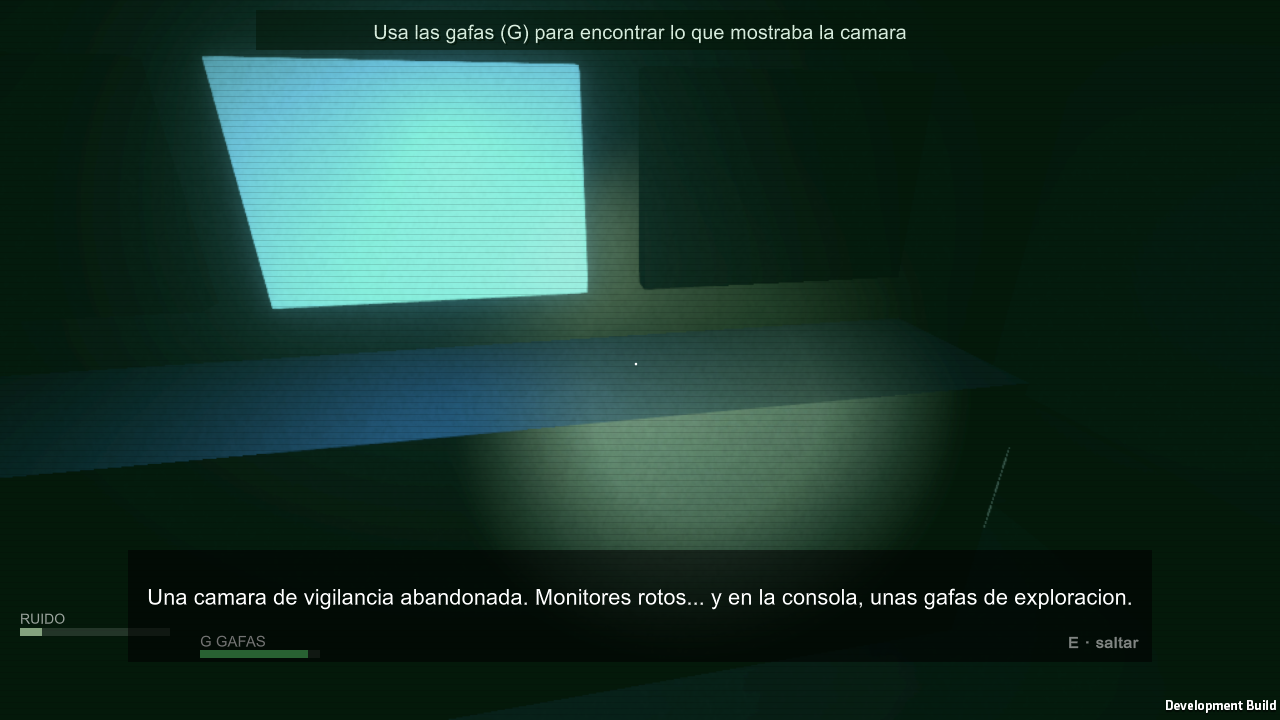 Usa las gafas (G) para encontrar lo que mostraba la camara
Una camara de vigilancia abandonada. Monitores rotos... y en la consola, unas gafas de exploracion.
RUIDO
G GAFAS
E · saltar
Development Build